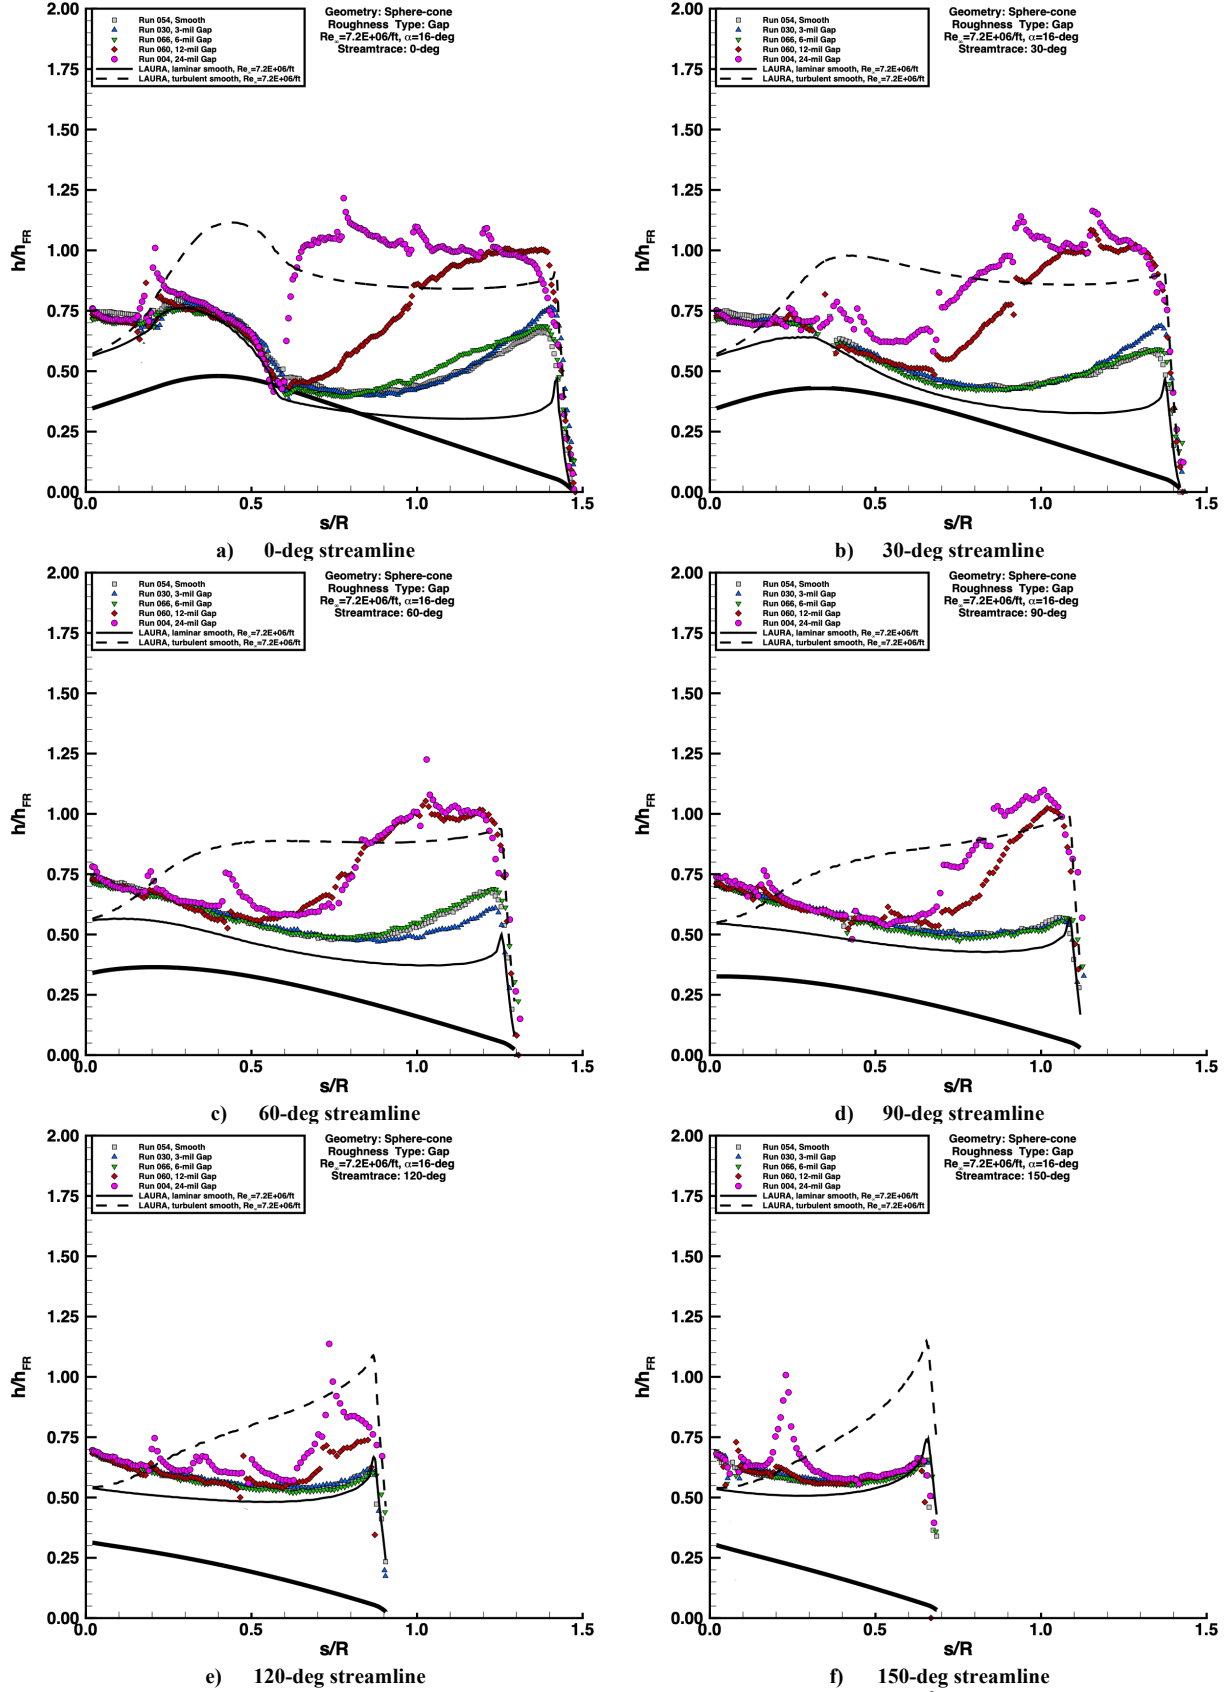 2.00
1.75
1.50
1.25
1.00
0.75
0.50
0.25
0.00
h/hFR
Run 054, Smooth
Run 030, 3-mil Gap
Run 066, 6-mil Gap
Run 060, 12-mil Gap
Run 004, 24-mil Gap
LAURA, laminar smooth, Re∞=7.2E+06/ft
LAURA, turbulent smooth, Re∞=7.2E+06/ft
Geometry: Sphere-cone
Roughness Type: Gap
Re∞=7.2E+06/ft, α=16-deg
Streamtrace: 0-deg
0.0 0.5 1.0 1.5
s/R
a) 0-deg streamline
2.00
1.75
1.50
1.25
1.00
0.75
0.50
0.25
0.00
h/hFR
Run 054, Smooth
Run 030, 3-mil Gap
Run 066, 6-mil Gap
Run 060, 12-mil Gap
Run 004, 24-mil Gap
LAURA, laminar smooth, Re∞=7.2E+06/ft
LAURA, turbulent smooth, Re∞=7.2E+06/ft
Geometry: Sphere-cone
Roughness Type: Gap
Re∞=7.2E+06/ft, α=16-deg
Streamtrace: 30-deg
0.0 0.5 1.0 1.5
s/R
b) 30-deg streamline
2.00
1.75
1.50
1.25
1.00
0.75
0.50
0.25
0.00
h/hFR
Run 054, Smooth
Run 030, 3-mil Gap
Run 066, 6-mil Gap
Run 060, 12-mil Gap
Run 004, 24-mil Gap
LAURA, laminar smooth, Re∞=7.2E+06/ft
LAURA, turbulent smooth, Re∞=7.2E+06/ft
Geometry: Sphere-cone
Roughness Type: Gap
Re∞=7.2E+06/ft, α=16-deg
Streamtrace: 60-deg
0.0 0.5 1.0 1.5
s/R
c) 60-deg streamline
2.00
1.75
1.50
1.25
1.00
0.75
0.50
0.25
0.00
h/hFR
Run 054, Smooth
Run 030, 3-mil Gap
Run 066, 6-mil Gap
Run 060, 12-mil Gap
Run 004, 24-mil Gap
LAURA, laminar smooth, Re∞=7.2E+06/ft
LAURA, turbulent smooth, Re∞=7.2E+06/ft
Geometry: Sphere-cone
Roughness Type: Gap
Re∞=7.2E+06/ft, α=16-deg
Streamtrace: 90-deg
0.0 0.5 1.0 1.5
s/R
d) 90-deg streamline
2.00
1.75
1.50
1.25
1.00
0.75
0.50
0.25
0.00
h/hFR
Run 054, Smooth
Run 030, 3-mil Gap
Run 066, 6-mil Gap
Run 060, 12-mil Gap
Run 004, 24-mil Gap
LAURA, laminar smooth, Re∞=7.2E+06/ft
LAURA, turbulent smooth, Re∞=7.2E+06/ft
Geometry: Sphere-cone
Roughness Type: Gap
Re∞=7.2E+06/ft, α=16-deg
Streamtrace: 120-deg
0.0 0.5 1.0 1.5
s/R
e) 120-deg streamline
2.00
1.75
1.50
1.25
1.00
0.75
0.50
0.25
0.00
h/hFR
Run 054, Smooth
Run 030, 3-mil Gap
Run 066, 6-mil Gap
Run 060, 12-mil Gap
Run 004, 24-mil Gap
LAURA, laminar smooth, Re∞=7.2E+06/ft
LAURA, turbulent smooth, Re∞=7.2E+06/ft
Geometry: Sphere-cone
Roughness Type: Gap
Re∞=7.2E+06/ft, α=16-deg
Streamtrace: 150-deg
0.0 0.5 1.0 1.5
s/R
f) 150-deg streamline